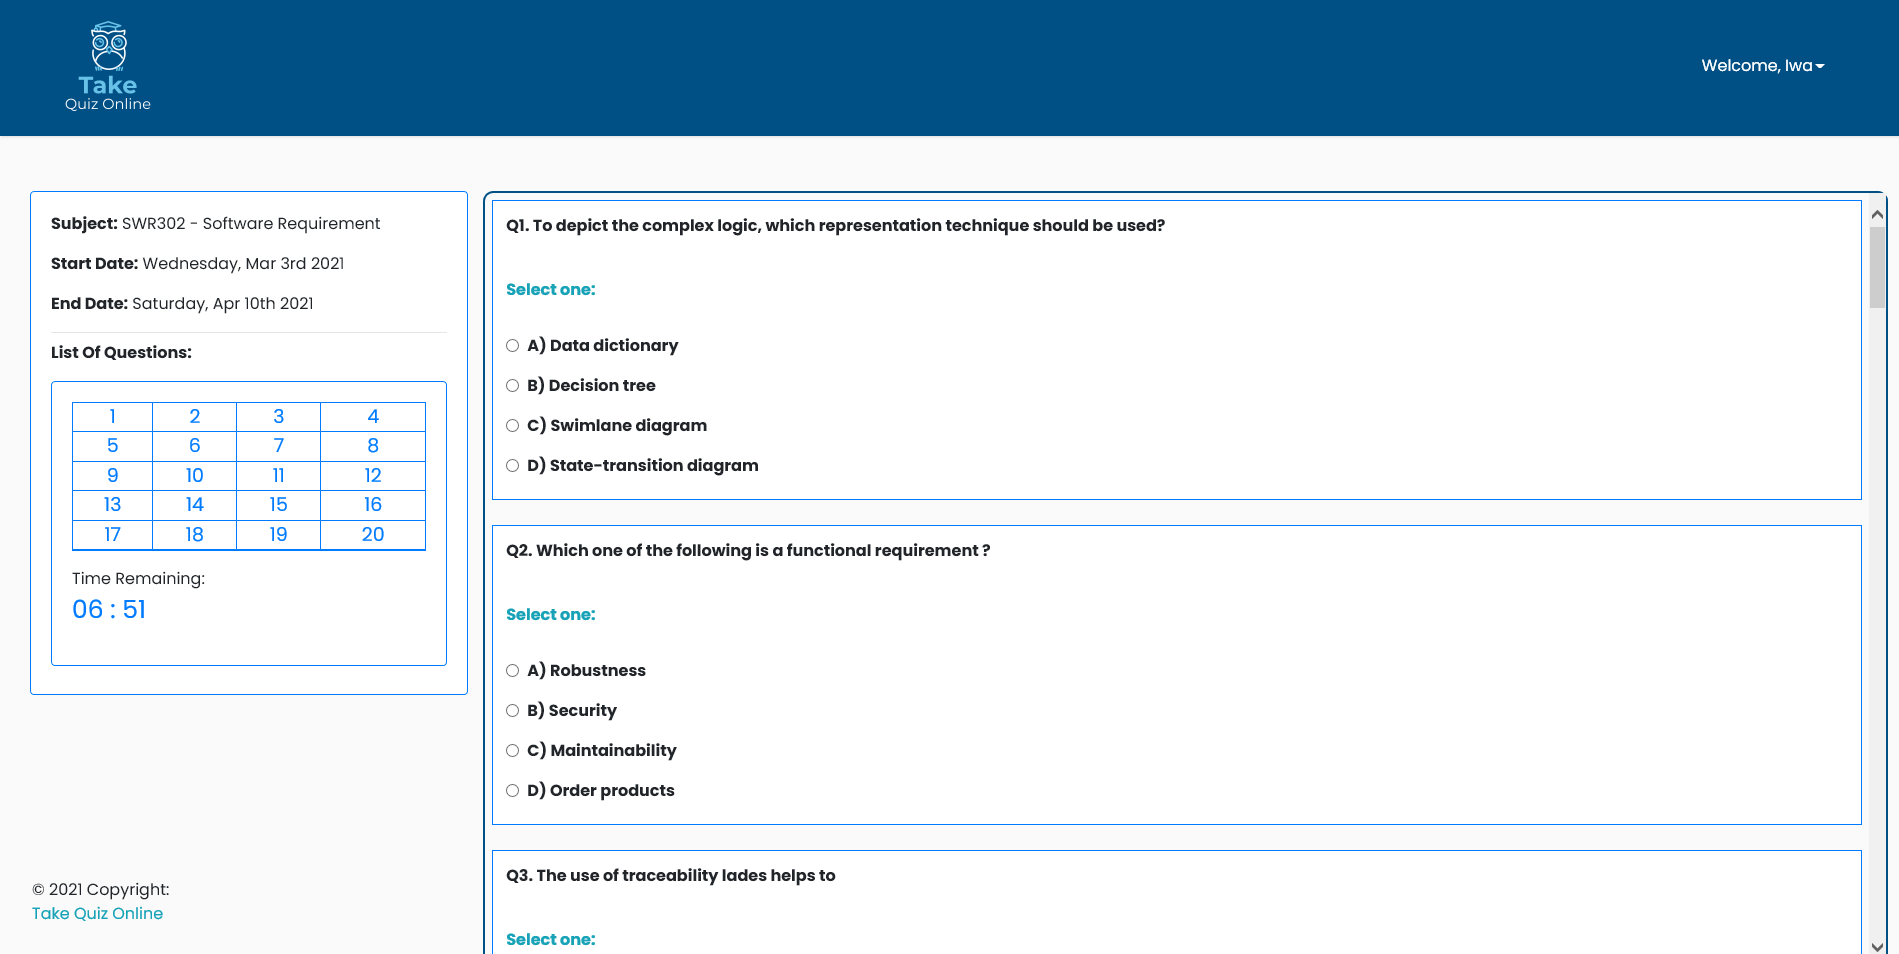 Take
Quiz Online
Welcome, Iwa
Subject: SWR302 - Software Requirement
Start Date: Wednesday, Mar 3rd 2021
End Date: Saturday, Apr 10th 2021
List Of Questions:
1 2 3 4
5 6 7 8
9 10 11 12
13 14 15 16
17 18 19 20
Time Remaining:
06 : 51
Q1. To depict the complex logic, which representation technique should be used?
Select one:
A) Data dictionary
B) Decision tree
C) Swimlane diagram
D) State-transition diagram
Q2. Which one of the following is a functional requirement ?
Select one:
A) Robustness
B) Security
C) Maintainability
D) Order products
Q3. The use of traceability lades helps to
Select one:
© 2021 Copyright:
Take Quiz Online